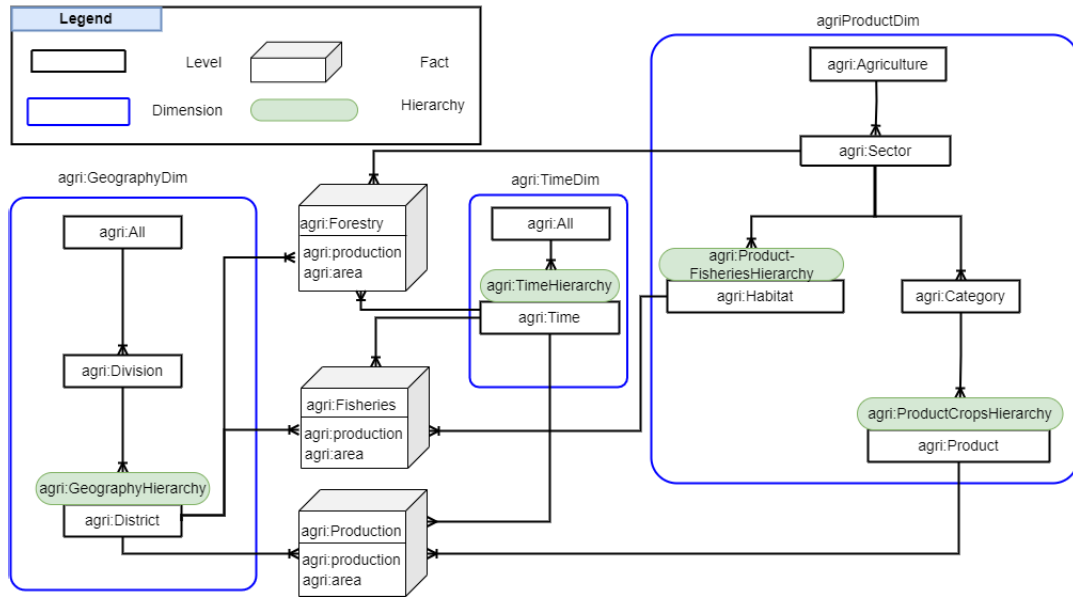 Legend
Level
Fact
Dimension
Hierarchy
agriProductDim
agri:Agriculture
agri:Sector
agri:Product-
FisheriesHierarchy
agri:Habitat
agri:Category
agri:ProductCropsHierarchy
agri:Product
agri:GeographyDim
agri:All
agri:Division
agri:GeographyHierarchy
agri:District
agri:TimeDim
agri:All
agri:TimeHierarchy
agri:Time
agri:Forestry
agri:production
agri:area
agri:Fisheries
agri:production
agri:area
agri:Production
agri:production
agri:area